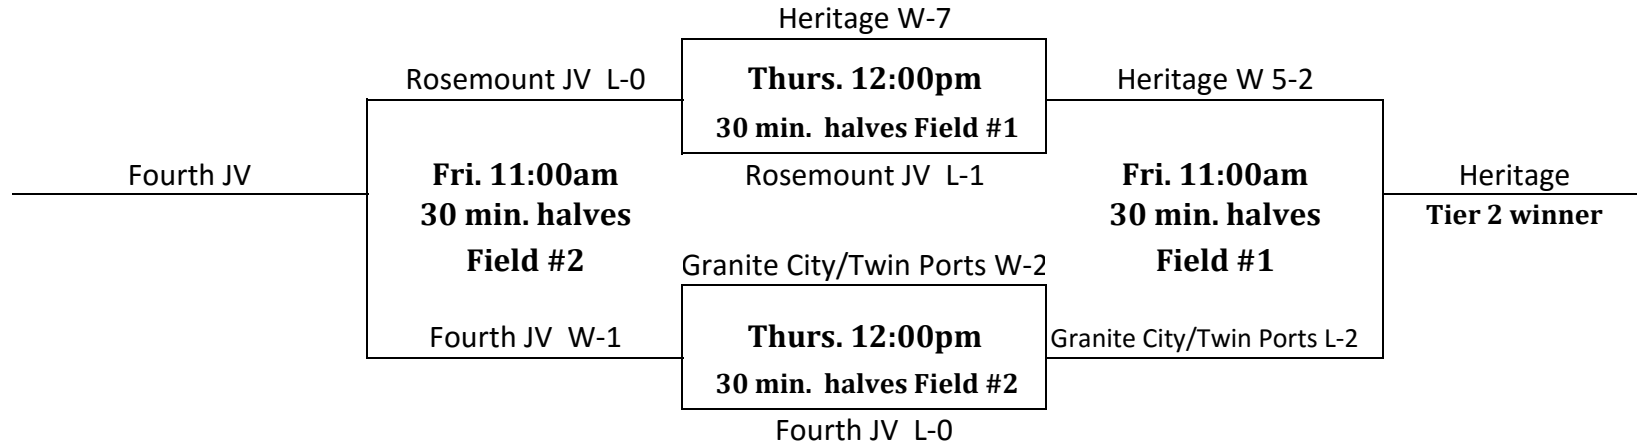 Heritage W-7
Rosemount JV  L-0
Thurs. 12:00pm
Heritage W 5-2
30 min.  halves Field #1
Fourth JV
Fri. 11:00am
Rosemount JV  L-1
Fri. 11:00am
Heritage
30 min. halves
30 min. halves
Tier 2 winner
Field #2
Granite City/Twin Ports W-2
Field #1
Fourth JV  W-1
Thurs. 12:00pm
Granite City/Twin Ports L-2
30 min.  halves Field #2
Fourth JV  L-0